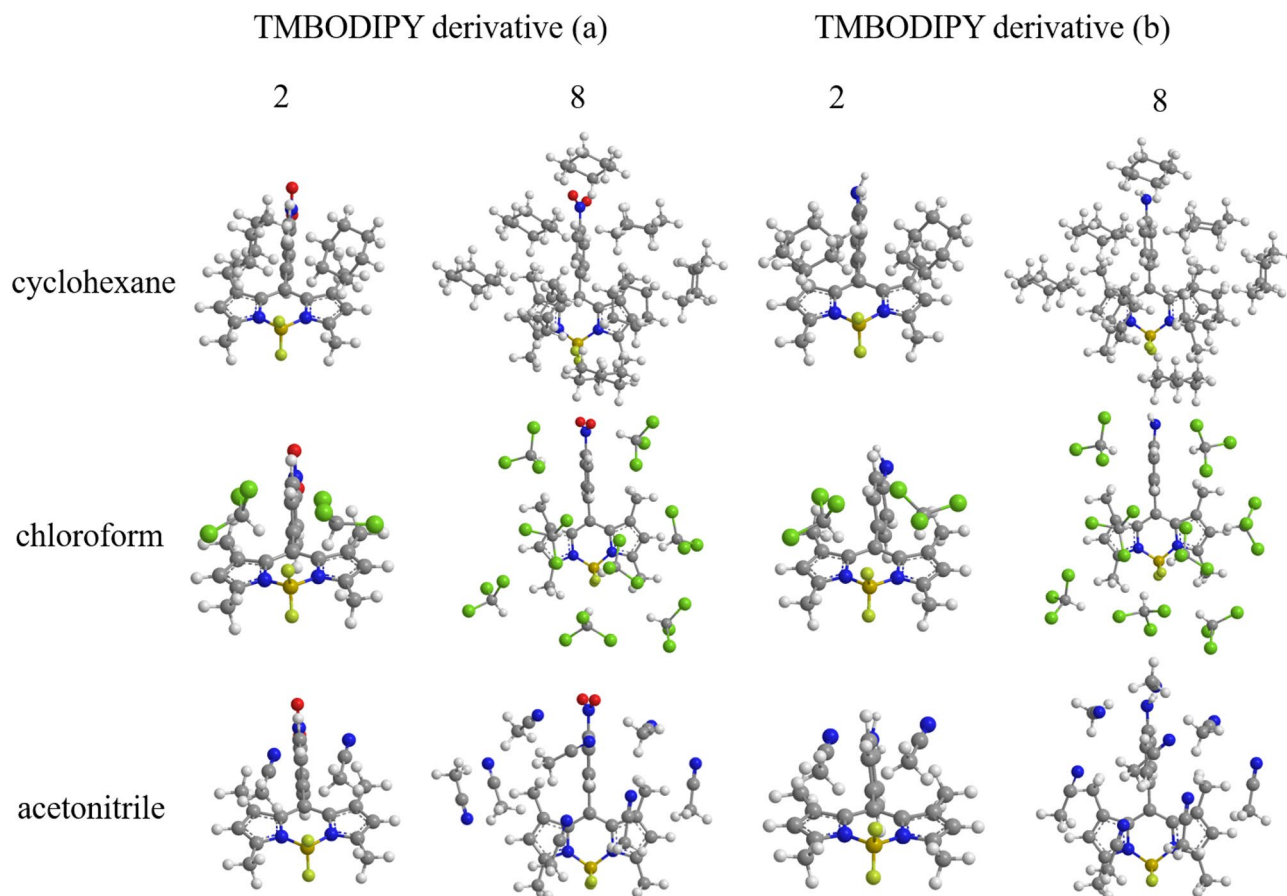 TMBODIPY derivative (a) TMBODIPY derivative (b)
2 8 2 8
cyclohexane
chloroform
acetonitrile